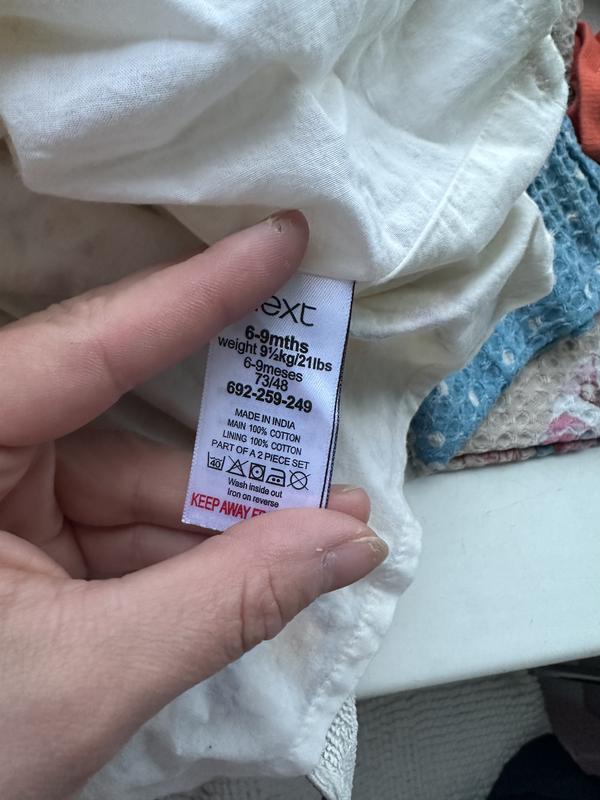 ext
6-9mths
weight 9½kg/21lbs
6-9meses
73/48
692-259-249
MADE IN INDIA
MAIN 100% COTTON
LINING 100% COTTON
PART OF A 2 PIECE SET
40
Wash inside out
Iron on reverse
KEEP AWAY